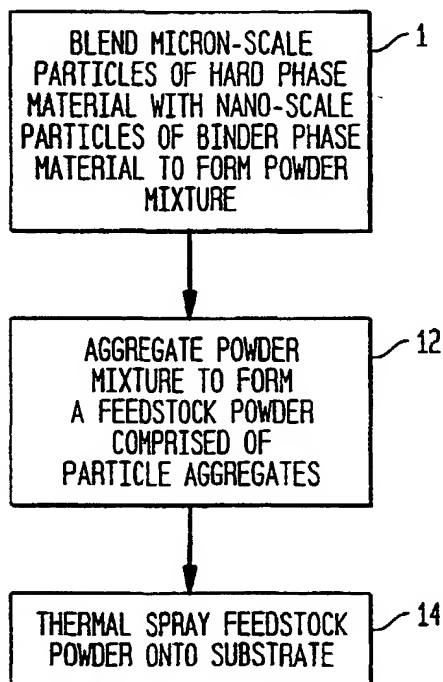 BLEND MICRON-SCALE
PARTICLES OF HARD PHASE
MATERIAL WITH NANO-SCALE
PARTICLES OF BINDER PHASE
MATERIAL TO FORM POWDER
MIXTURE
1
AGGREGATE POWDER
MIXTURE TO FORM
A FEEDSTOCK POWDER
COMPRISED OF
PARTICLE AGGREGATES
12
THERMAL SPRAY FEEDSTOCK
POWDER ONTO SUBSTRATE
14